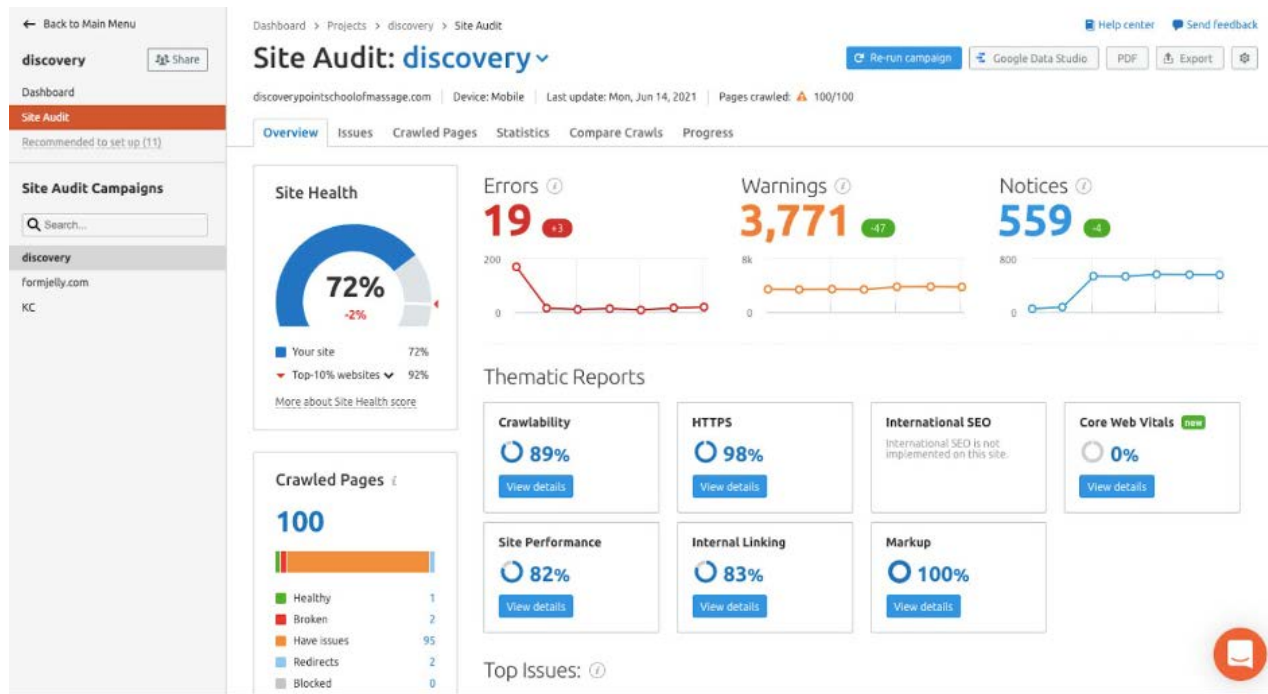 ← Back to Main Menu
discovery
Share
Dashboard
Site Audit
Recommended to set up (11)
Site Audit Campaigns
Search...
discovery
formjelly.com
KC
Dashboard > Projects > discovery > Site Audit
Help center
Send feedback
Site Audit: discovery
Re-run campaign
Google Data Studio
PDF
Export
discoverypointschoolofmassage.com
Device: Mobile
Last update: Mon, Jun 14, 2021
Pages crawled: 100/100
Overview
Issues
Crawled Pages
Statistics
Compare Crawls
Progress
Site Health
72%
-2%
Your site 72%
Top-10% websites 92%
More about Site Health score
Errors i
19 +3
200
0
Warnings i
3,771 -47
8k
0
Notices i
559 -4
800
0
Crawled Pages i
100
Healthy 1
Broken 2
Have issues 95
Redirects 2
Blocked 0
Thematic Reports
Crawlability
89%
View details
HTTPS
98%
View details
International SEO
International SEO is not
implemented on this site.
Core Web Vitals new
0%
View details
Site Performance
82%
View details
Internal Linking
83%
View details
Markup
100%
View details
Top Issues: i